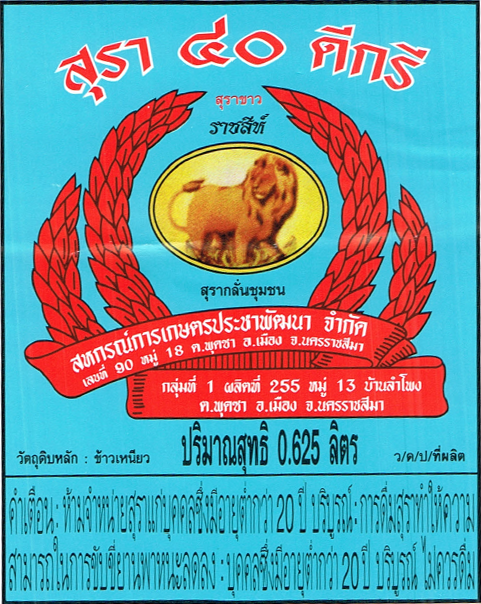 สุรา ๔๐ ดีกรี
สุราขาว
ราชสีห์
สุรากลั่นชุมชน
สหกรณ์การเกษตรประชาพัฒนา จำกัด
เลขที่ 90 หมู่ 18 ต.พุดซา อ.เมือง จ.นครราชสีมา
กลุ่มที่ 1 ผลิตที่ 255 หมู่ 13 บ้านลำโพง
ต.พุดซา อ.เมือง จ.นครราชสีมา
วัตถุดิบหลัก : ข้าวเหนียว ปริมาณสุทธิ 0.625 ลิตร ว/ด/ป/ที่ผลิต
คำเตือน : ห้ามจำหน่ายสุราแก่บุคคลซึ่งมีอายุต่ำกว่า 20 ปี บริบูรณ์ : การดื่มสุราทำให้ความ
สามารถในการขับขี่ยานพาหนะลดลง : บุคคลซึ่งมีอายุต่ำกว่า 20 ปี บริบูรณ์ ไม่ควรดื่ม